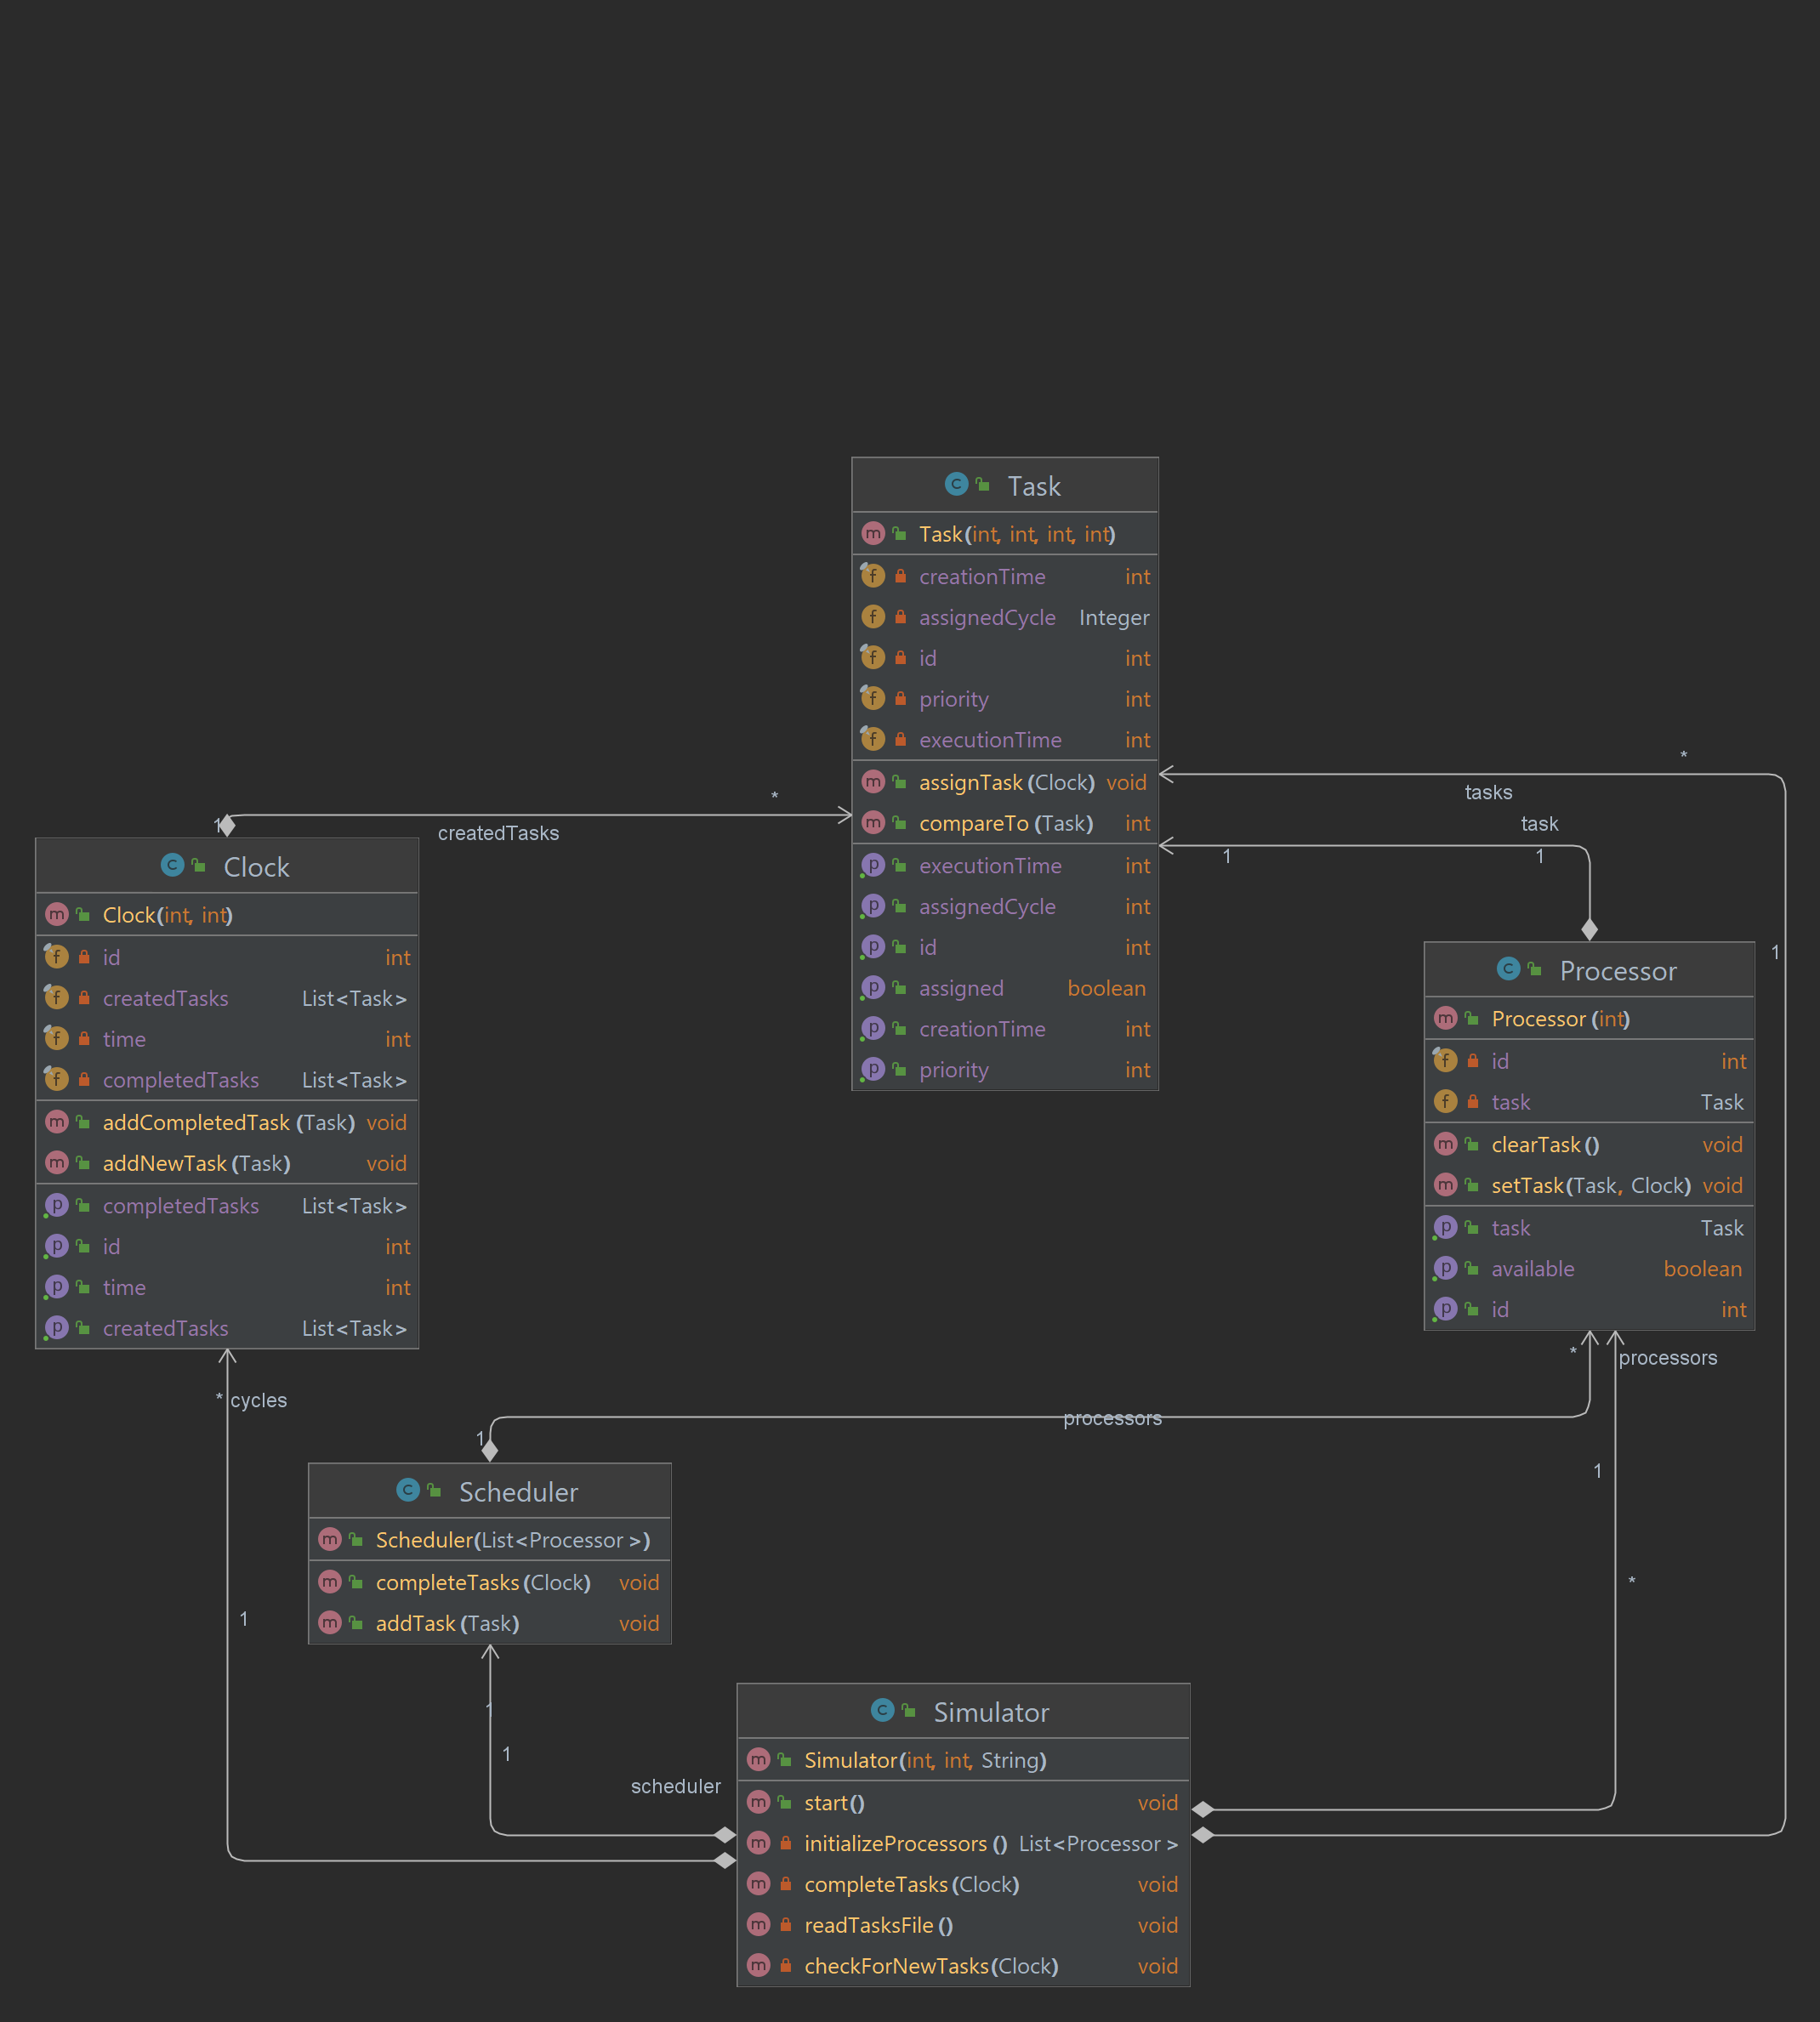 Task
Task(int, int, int, int)
creationTime int
assignedCycle Integer
id int
priority int
executionTime int
assignTask(Clock) void
compareTo(Task) int
executionTime int
assignedCycle int
id int
assigned boolean
creationTime int
priority int
*
createdTasks
1
*
tasks
task
1
1
1
Clock
Clock(int, int)
id int
createdTasks List<Task>
time int
completedTasks List<Task>
addCompletedTask(Task) void
addNewTask(Task) void
completedTasks List<Task>
id int
time int
createdTasks List<Task>
Processor
Processor(int)
id int
task Task
clearTask() void
setTask(Task, Clock) void
task Task
available boolean
id int
*
processors
* cycles
processors
1
1
*
1
Scheduler
Scheduler(List<Processor>)
completeTasks(Clock) void
addTask(Task) void
1
1
scheduler
Simulator
Simulator(int, int, String)
start() void
initializeProcessors() List<Processor>
completeTasks(Clock) void
readTasksFile() void
checkForNewTasks(Clock) void